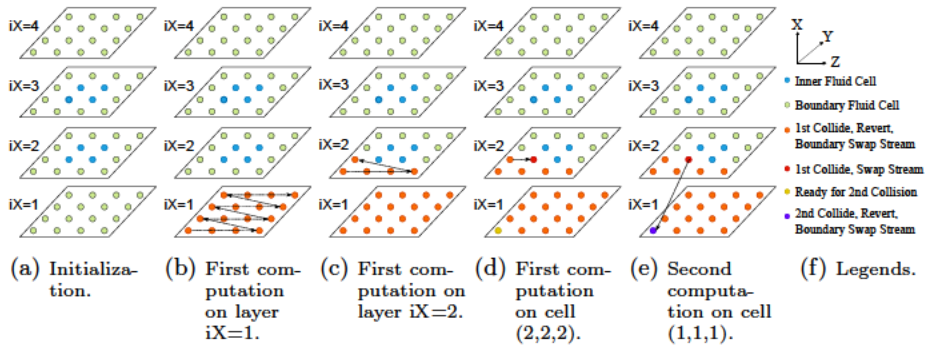 iX=4
iX=3
iX=2
iX=1
(a) Initializa-
tion.
iX=4
iX=3
iX=2
iX=1
(b) First com-
putation
on layer
iX=1.
iX=4
iX=3
iX=2
iX=1
(c) First com-
putation on
layer iX=2.
iX=4
iX=3
iX=2
iX=1
(d) First com-
putation
on cell
(2,2,2).
iX=4
iX=3
iX=2
iX=1
(e) Second
computa-
tion on cell
(1,1,1).
X
Y
Z
Inner Fluid Cell
Boundary Fluid Cell
1st Collide, Revert,
Boundary Swap Stream
1st Collide, Swap Stream
Ready for 2nd Collision
2nd Collide, Revert,
Boundary Swap Stream
(f) Legends.